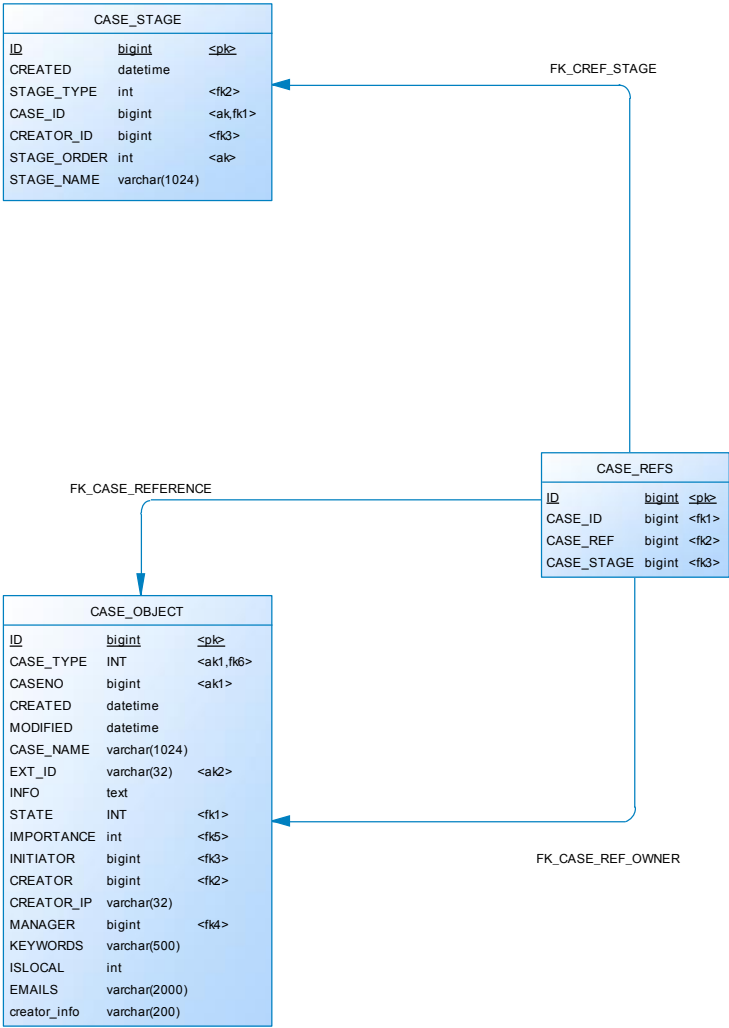 CASE_STAGE
ID bigint <pk>
CREATED datetime
STAGE_TYPE int <fk2>
CASE_ID bigint <ak,fk1>
CREATOR_ID bigint <fk3>
STAGE_ORDER int <ak>
STAGE_NAME varchar(1024)
FK_CREF_STAGE
CASE_REFS
ID bigint <pk>
CASE_ID bigint <fk1>
CASE_REF bigint <fk2>
CASE_STAGE bigint <fk3>
FK_CASE_REFERENCE
CASE_OBJECT
ID bigint <pk>
CASE_TYPE INT <ak1,fk6>
CASENO bigint <ak1>
CREATED datetime
MODIFIED datetime
CASE_NAME varchar(1024)
EXT_ID varchar(32) <ak2>
INFO text
STATE INT <fk1>
IMPORTANCE int <fk5>
INITIATOR bigint <fk3>
CREATOR bigint <fk2>
CREATOR_IP varchar(32)
MANAGER bigint <fk4>
KEYWORDS varchar(500)
ISLOCAL int
EMAILS varchar(2000)
creator_info varchar(200)
FK_CASE_REF_OWNER